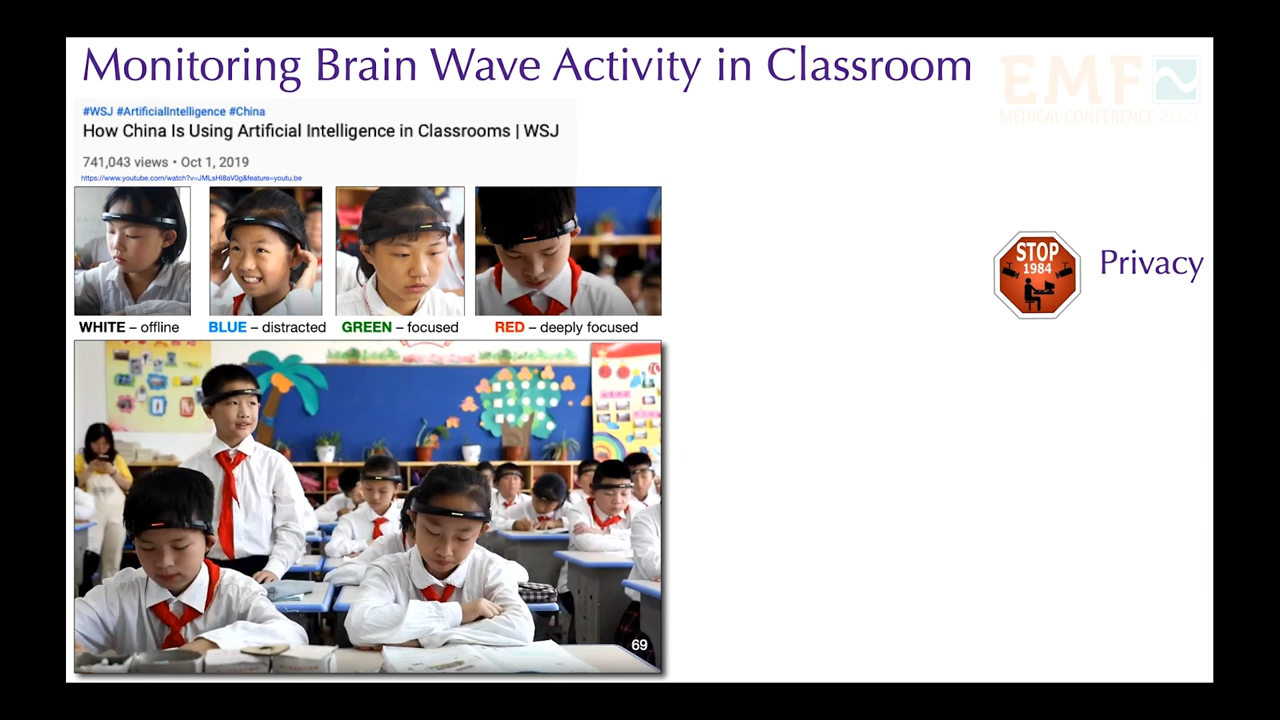 Monitoring Brain Wave Activity in Classroom
EMF
MEDICAL CONFERENCE 2021
#WSJ #ArtificialIntelligence #China
How China Is Using Artificial Intelligence in Classrooms | WSJ
741,043 views • Oct 1, 2019
https://www.youtube.com/watch?v=JMLsHI8aV0g&feature=youtu.be
WHITE – offline
BLUE – distracted
GREEN – focused
RED – deeply focused
STOP
1984
Privacy
69